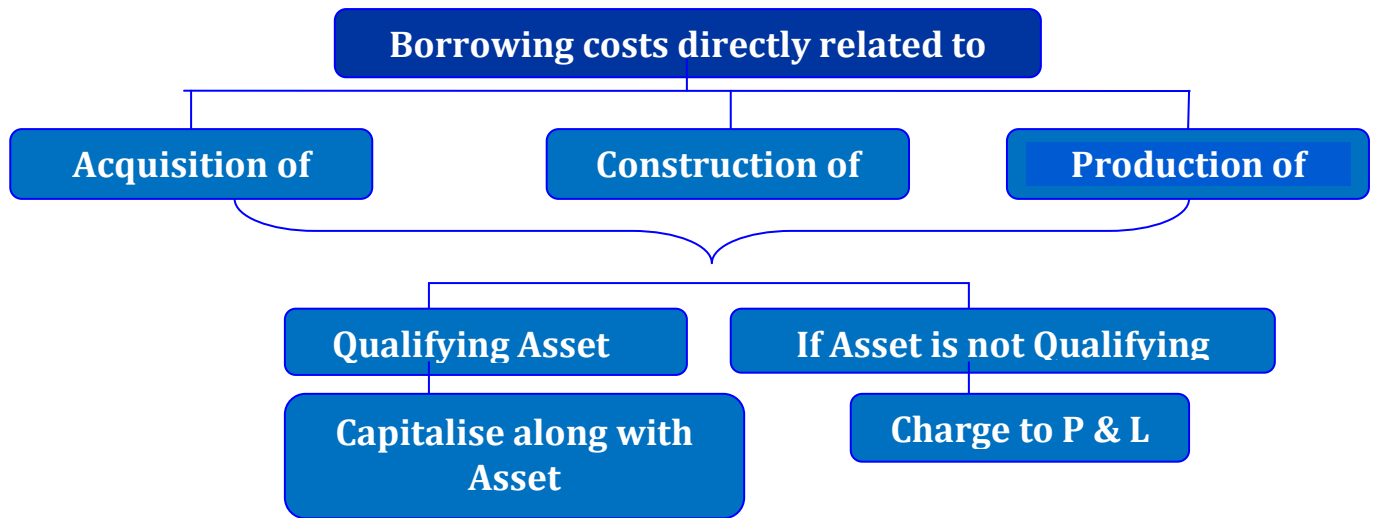 Borrowing costs directly related to
Acquisition of
Construction of
Production of
Qualifying Asset
If Asset is not Qualifying
Capitalise along with
Asset
Charge to P & L